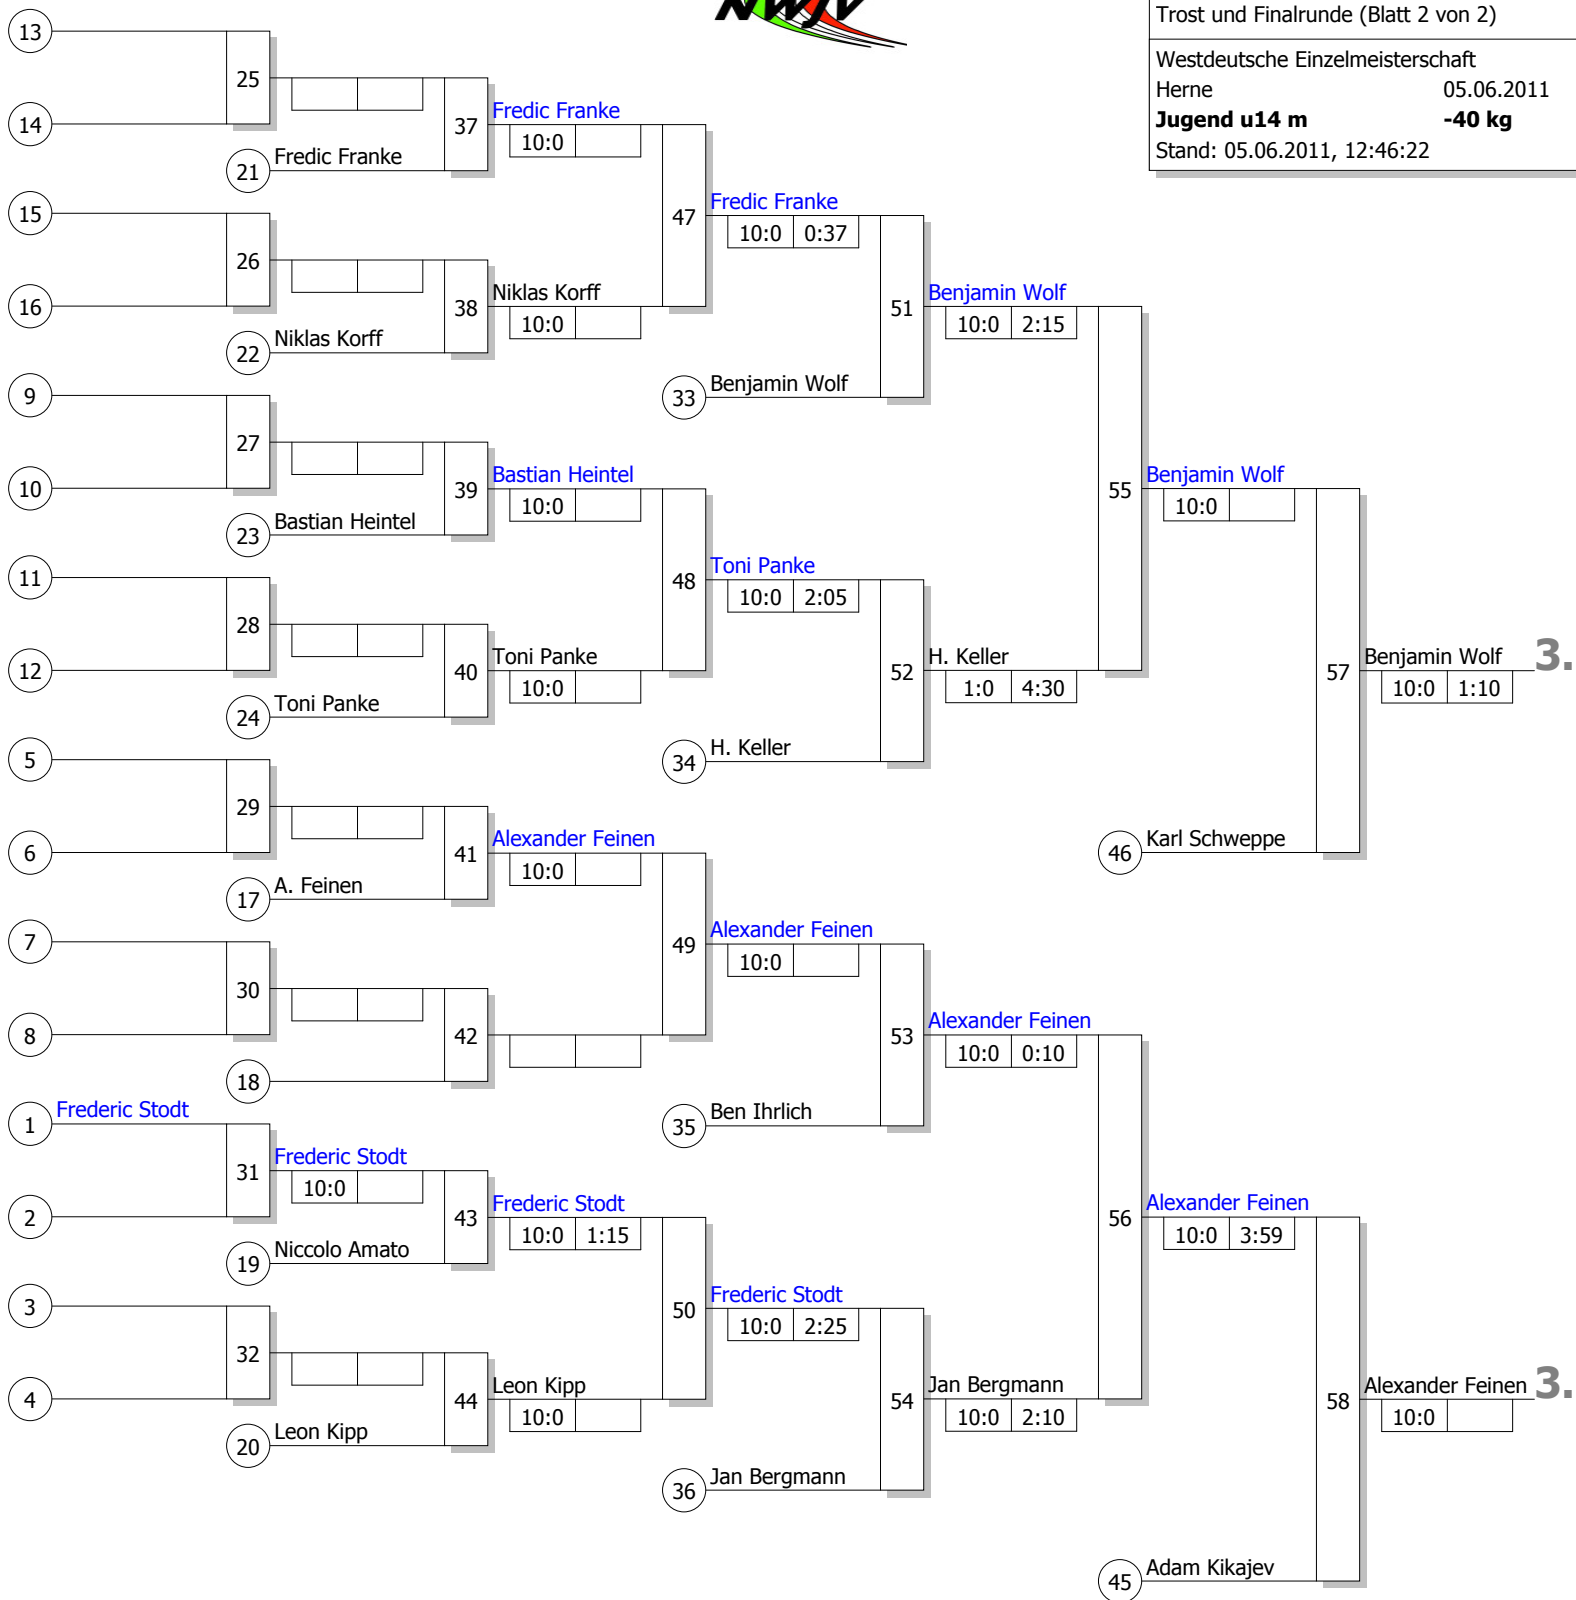 NWJV
Trost und Finalrunde (Blatt 2 von 2)
Westdeutsche Einzelmeisterschaft
Herne 05.06.2011
Jugend u14 m -40 kg
Stand: 05.06.2011, 12:46:22
13
25
14
37
Fredic Franke
10:0
21
Fredic Franke
15
47
Fredic Franke
10:0 0:37
26
16
38
Niklas Korff
10:0
22
Niklas Korff
51
Benjamin Wolf
10:0 2:15
33
Benjamin Wolf
9
27
10
39
Bastian Heintel
10:0
23
Bastian Heintel
55
Benjamin Wolf
10:0
11
48
Toni Panke
10:0 2:05
28
12
40
Toni Panke
10:0
24
Toni Panke
52
H. Keller
1:0 4:30
34
H. Keller
57
Benjamin Wolf
3.
10:0 1:10
5
29
6
41
Alexander Feinen
10:0
17
A. Feinen
46
Karl Schweppe
7
49
Alexander Feinen
10:0
30
8
42
18
53
Alexander Feinen
10:0 0:10
35
Ben Ihrlich
1
Frederic Stodt
31
Frederic Stodt
10:0
2
43
Frederic Stodt
10:0 1:15
19
Niccolo Amato
56
Alexander Feinen
10:0 3:59
3
50
Frederic Stodt
10:0 2:25
32
4
44
Leon Kipp
10:0
20
Leon Kipp
54
Jan Bergmann
10:0 2:10
36
Jan Bergmann
58
Alexander Feinen
3.
10:0
45
Adam Kikajev